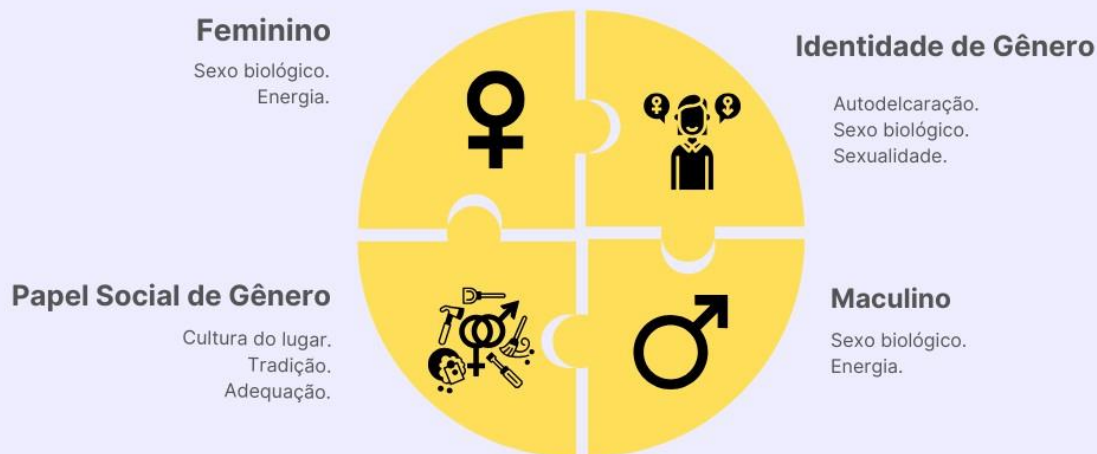 Feminino
Sexo biológico.
Energia.
Identidade de Gênero
Autodelcaração.
Sexo biológico.
Sexualidade.
Papel Social de Gênero
Cultura do lugar.
Tradição.
Adequação.
Maculino
Sexo biológico.
Energia.